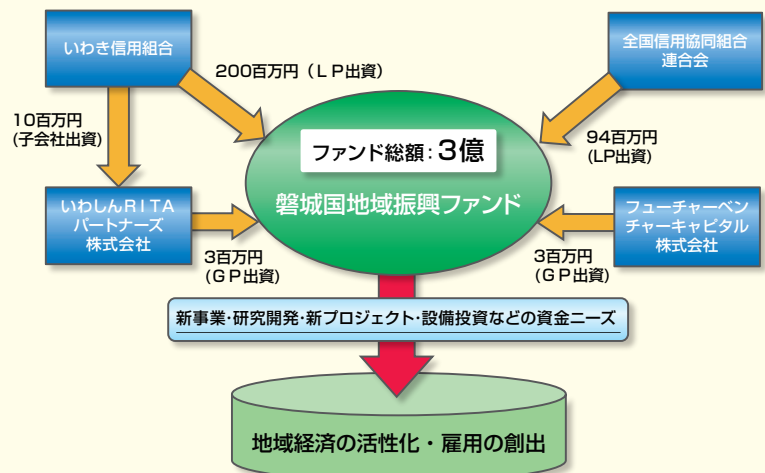 いわき信用組合
全国信用協同組合
連合会
200百万円（ＬＰ出資）
10百万円
(子会社出資)
94百万円
(LP出資)
ファンド総額：3億
磐城国地域振興ファンド
いわしんＲＩＴＡ
パートナーズ
株式会社
フューチャーベン
チャーキャピタル
株式会社
3百万円
(ＧＰ出資)
3百万円
(ＧＰ出資)
新事業･研究開発･新プロジェクト･設備投資などの資金ニーズ
地域経済の活性化・雇用の創出